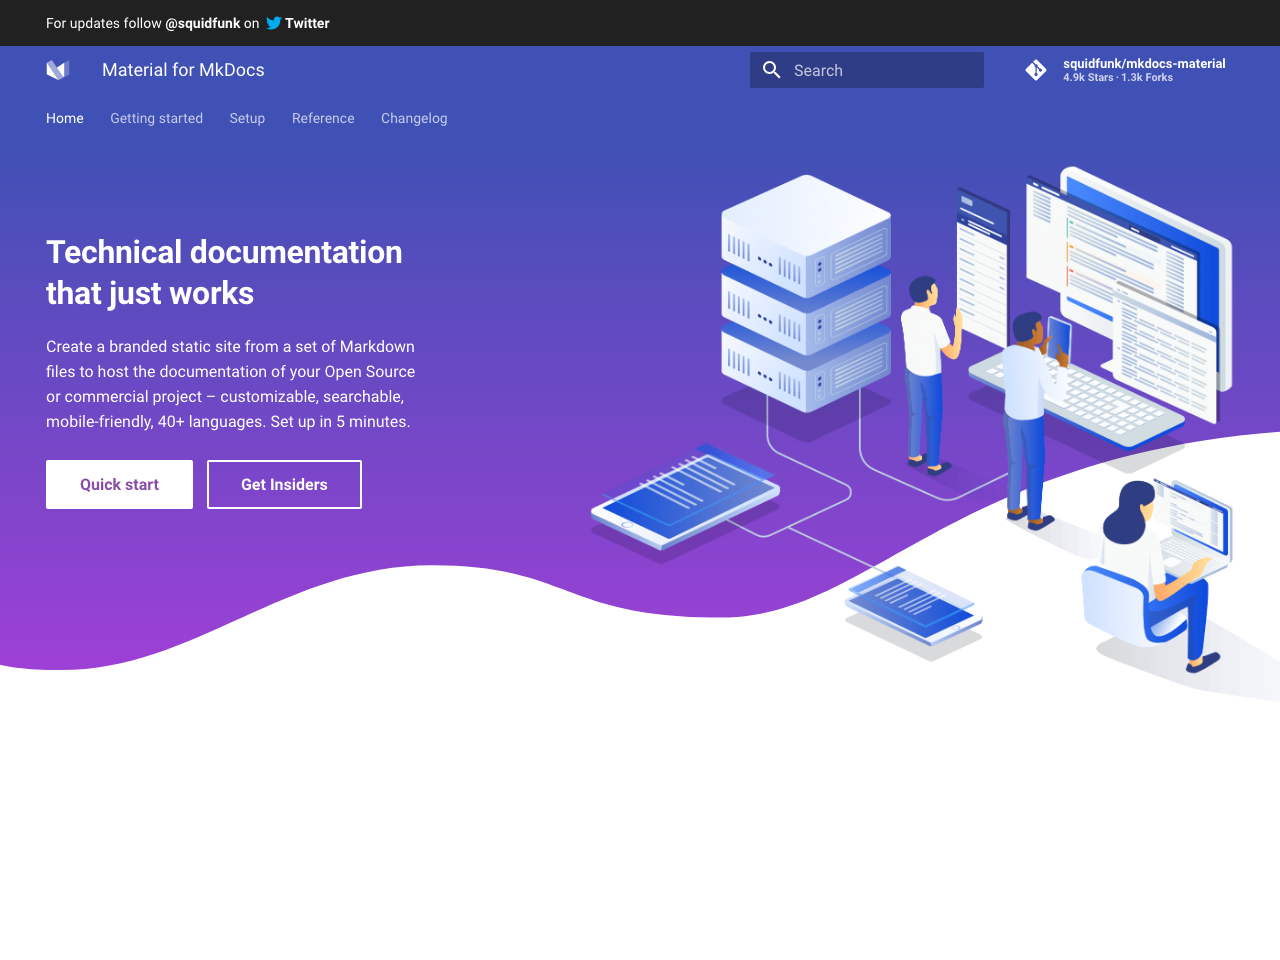 For updates follow @squidfunk on Twitter
Material for MkDocs
Search
squidfunk/mkdocs-material
4.9k Stars · 1.3k Forks
Home Getting started Setup Reference Changelog
Technical documentation
that just works
Create a branded static site from a set of Markdown
files to host the documentation of your Open Source
or commercial project – customizable, searchable,
mobile-friendly, 40+ languages. Set up in 5 minutes.
Quick start Get Insiders